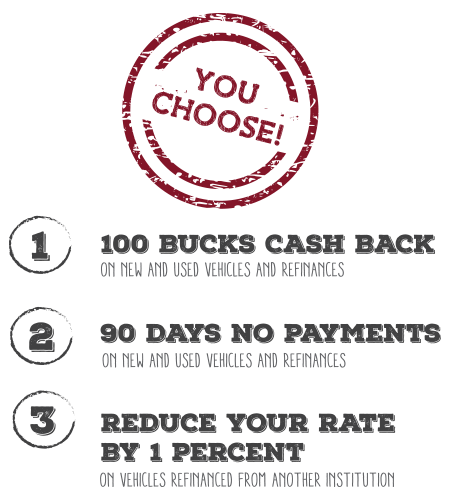 YOU
CHOOSE!
1
100 BUCKS CASH BACK
ON NEW AND USED VEHICLES AND REFINANCES
2
90 DAYS NO PAYMENTS
ON NEW AND USED VEHICLES AND REFINANCES
3
REDUCE YOUR RATE
BY 1 PERCENT
ON VEHICLES REFINANCED FROM ANOTHER INSTITUTION